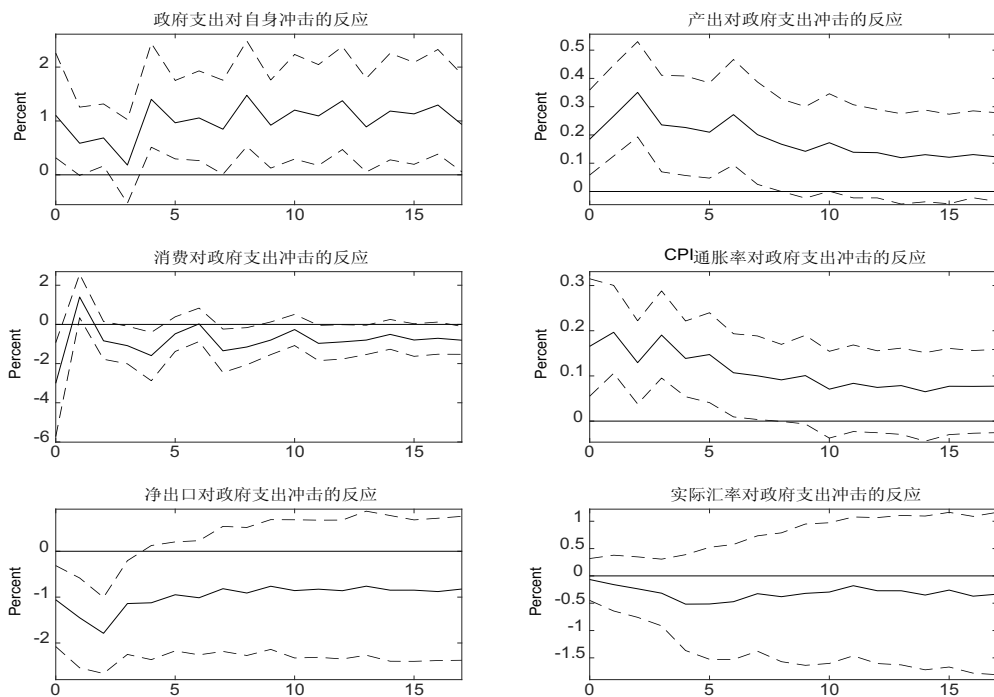 政府支出对自身冲击的反应
Percent
2
1
0
0 5 10 15
产出对政府支出冲击的反应
Percent
0.5
0.4
0.3
0.2
0.1
0
0 5 10 15
消费对政府支出冲击的反应
Percent
2
0
-2
-4
-6
0 5 10 15
CPI通胀率对政府支出冲击的反应
Percent
0.3
0.2
0.1
0
0 5 10 15
净出口对政府支出冲击的反应
Percent
0
-1
-2
0 5 10 15
实际汇率对政府支出冲击的反应
Percent
1
0.5
0
-0.5
-1
-1.5
0 5 10 15